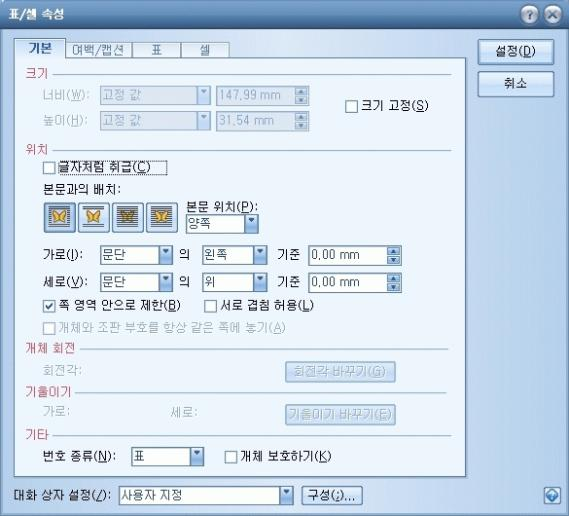 표/셀 속성
기본 여백/캡션 표 셀
설정(D)
취소
크기
너비(W): 고정 값 147.99 mm
높이(H): 고정 값 31.54 mm
크기 고정(S)
위치
글자처럼 취급(C)
본문과의 배치:
본문 위치(P):
양쪽
가로(I): 문단 의 왼쪽 기준 0.00 mm
세로(V): 문단 의 위 기준 0.00 mm
쪽 영역 안으로 제한(B) 서로 겹침 허용(L)
개체와 조판 부호를 항상 같은 쪽에 놓기(A)
개체 회전
회전각: 회전각 바꾸기(G)
기울이기
가로: 세로: 기울이기 바꾸기(E)
기타
번호 종류(N): 표 개체 보호하기(K)
대화 상자 설정(/): 사용자 지정 구성(;)...